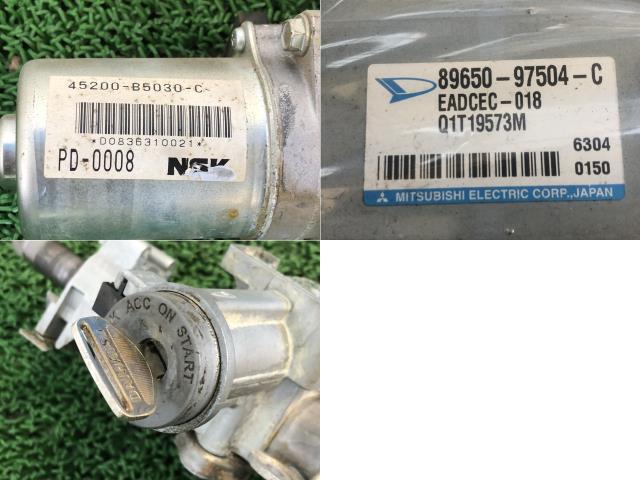 45200-B5030-C
*D0836310021*
PD-0008 NSK
89650-97504-C
EADCEC-018
Q1T19573M
6304
0150
MITSUBISHI ELECTRIC CORP.,JAPAN
ACC ON START